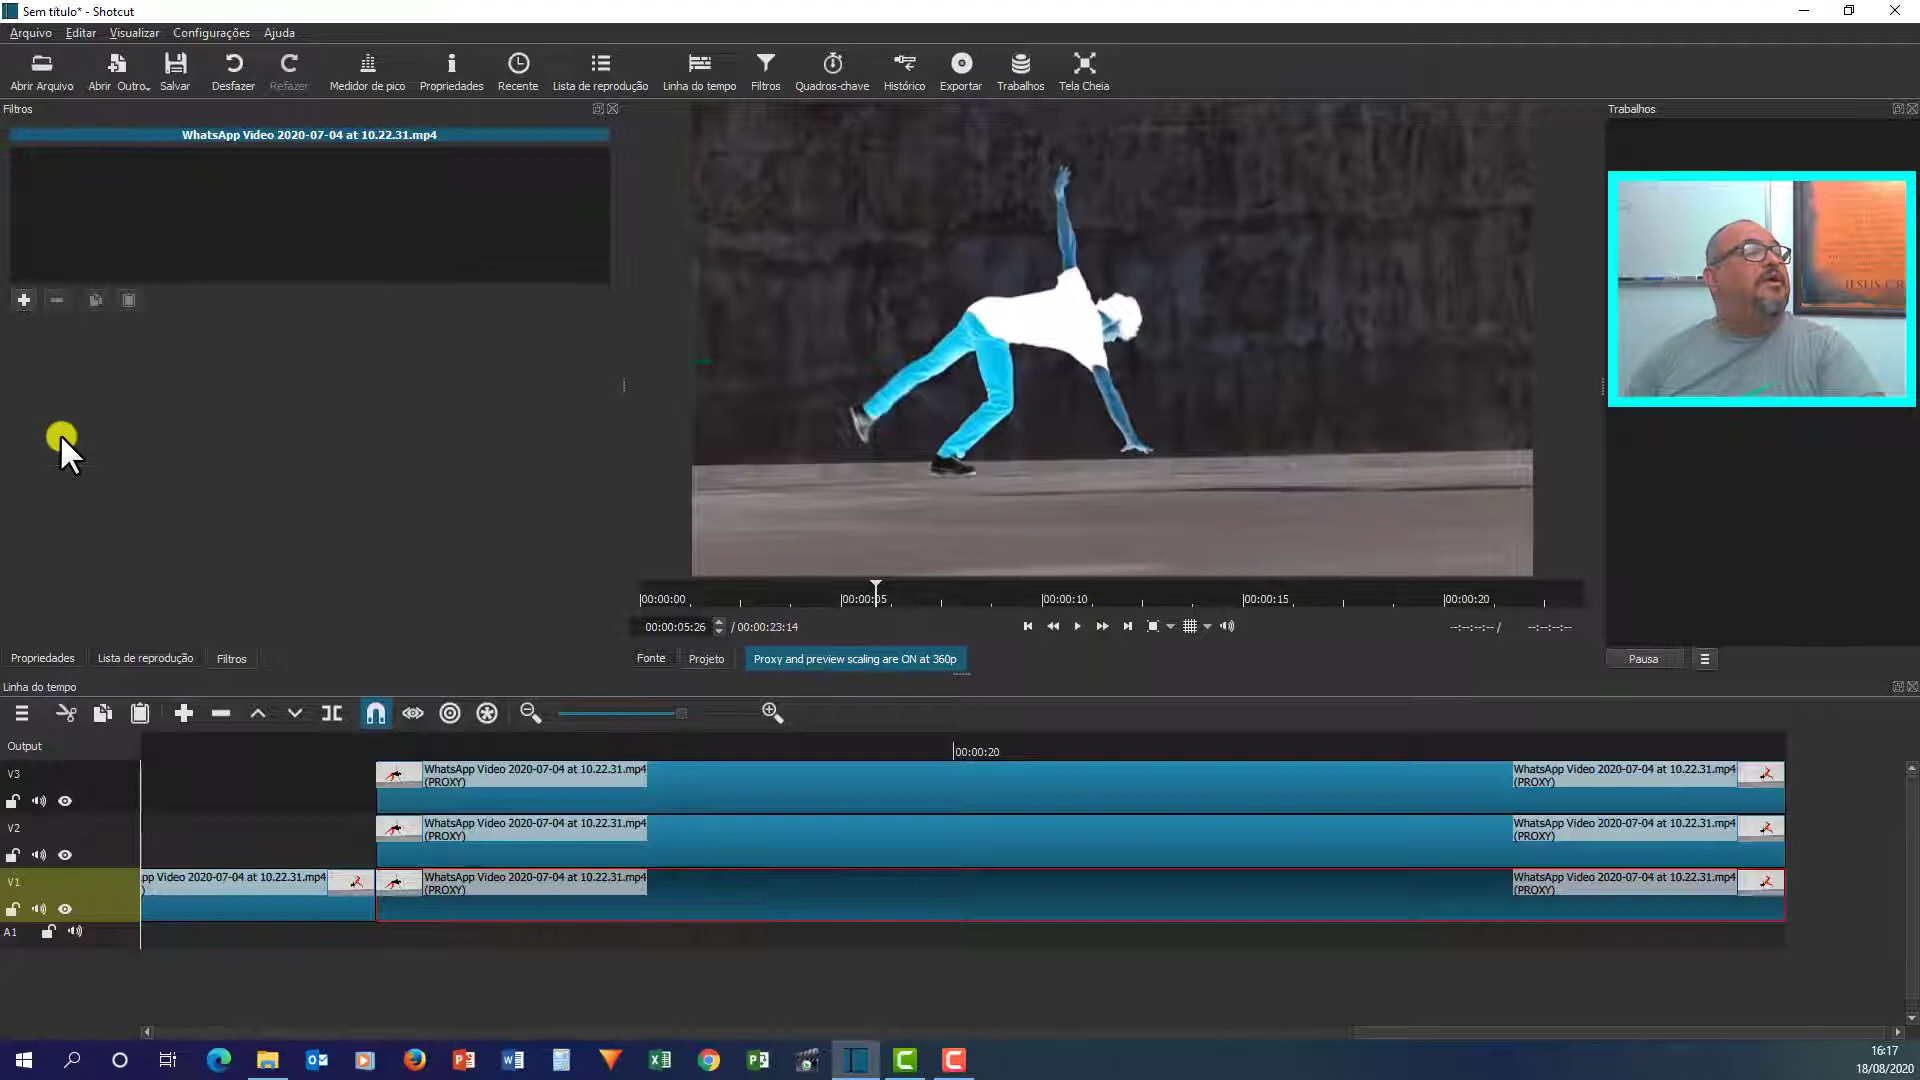 Sem título* - Shotcut
Arquivo Editar Visualizar Configurações Ajuda
Abrir Arquivo Abrir Outro... Salvar Desfazer Refazer Medidor de pico Propriedades Recente Lista de reprodução Linha do tempo Filtros Quadros-chave Histórico Exportar Trabalhos Tela Cheia
Filtros
Trabalhos
WhatsApp Video 2020-07-04 at 10.22.31.mp4
JESUS CR
00:00:00 00:00:05 00:00:10 00:00:15 00:00:20
00:00:05:26 / 00:00:23:14 --:--:--:-- / --:--:--:--
Propriedades Lista de reprodução Filtros Fonte Projeto Proxy and preview scaling are ON at 360p Pausa
Linha do tempo
Output 00:00:20
V3 WhatsApp Video 2020-07-04 at 10.22.31.mp4 WhatsApp Video 2020-07-04 at 10.22.31.mp4
(PROXY) (PROXY)
V2 WhatsApp Video 2020-07-04 at 10.22.31.mp4 WhatsApp Video 2020-07-04 at 10.22.31.mp4
(PROXY) (PROXY)
V1 pp Video 2020-07-04 at 10.22.31.mp4 WhatsApp Video 2020-07-04 at 10.22.31.mp4 WhatsApp Video 2020-07-04 at 10.22.31.mp4
) (PROXY) (PROXY)
A1
16:17
18/08/2020